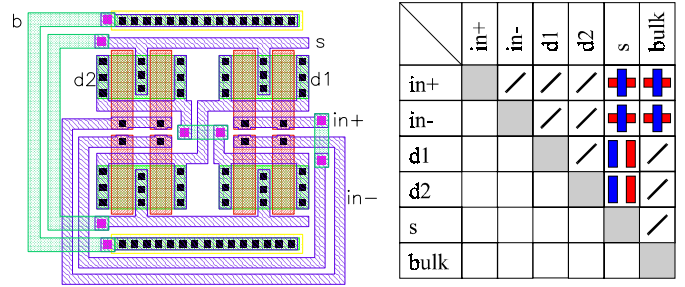 b
s
d2
d1
in+
in-
in+ in- d1 d2 s bulk
in+
in-
d1
d2
s
bulk